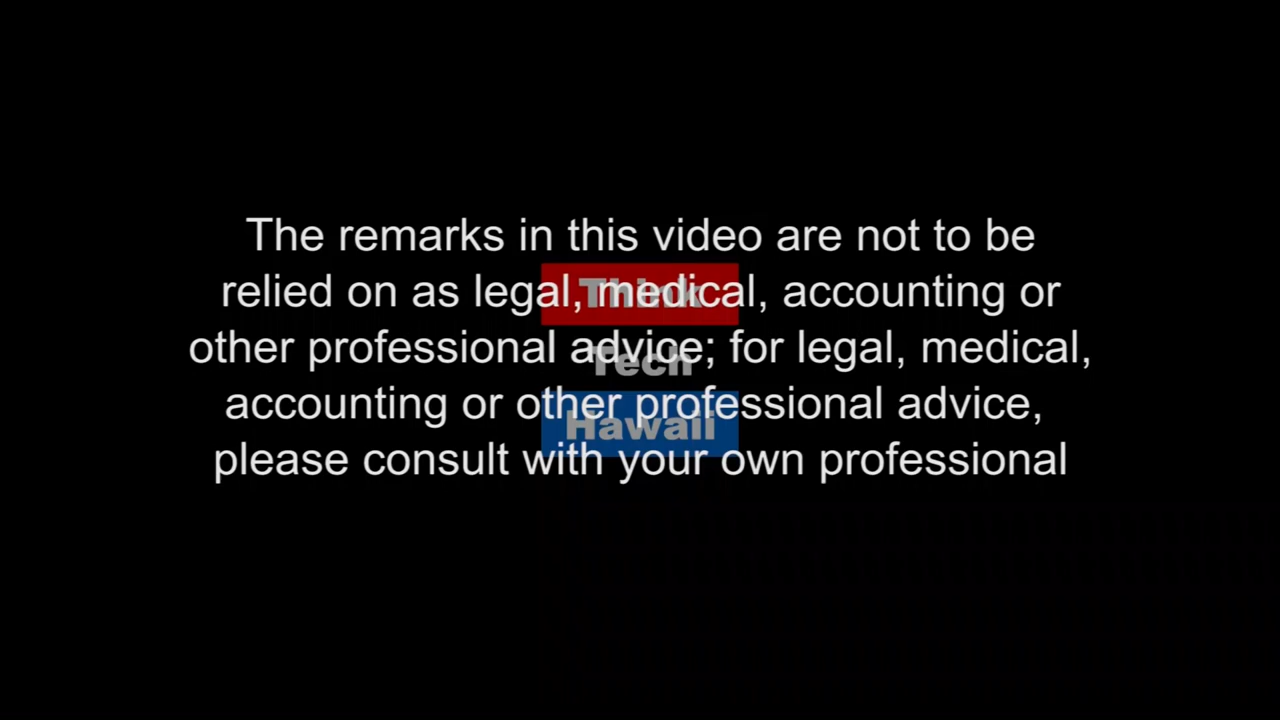 The remarks in this video are not to be
relied on as legal, medical, accounting or
other professional advice; for legal, medical,
accounting or other professional advice,
please consult with your own professional
Think
Tech
Hawaii